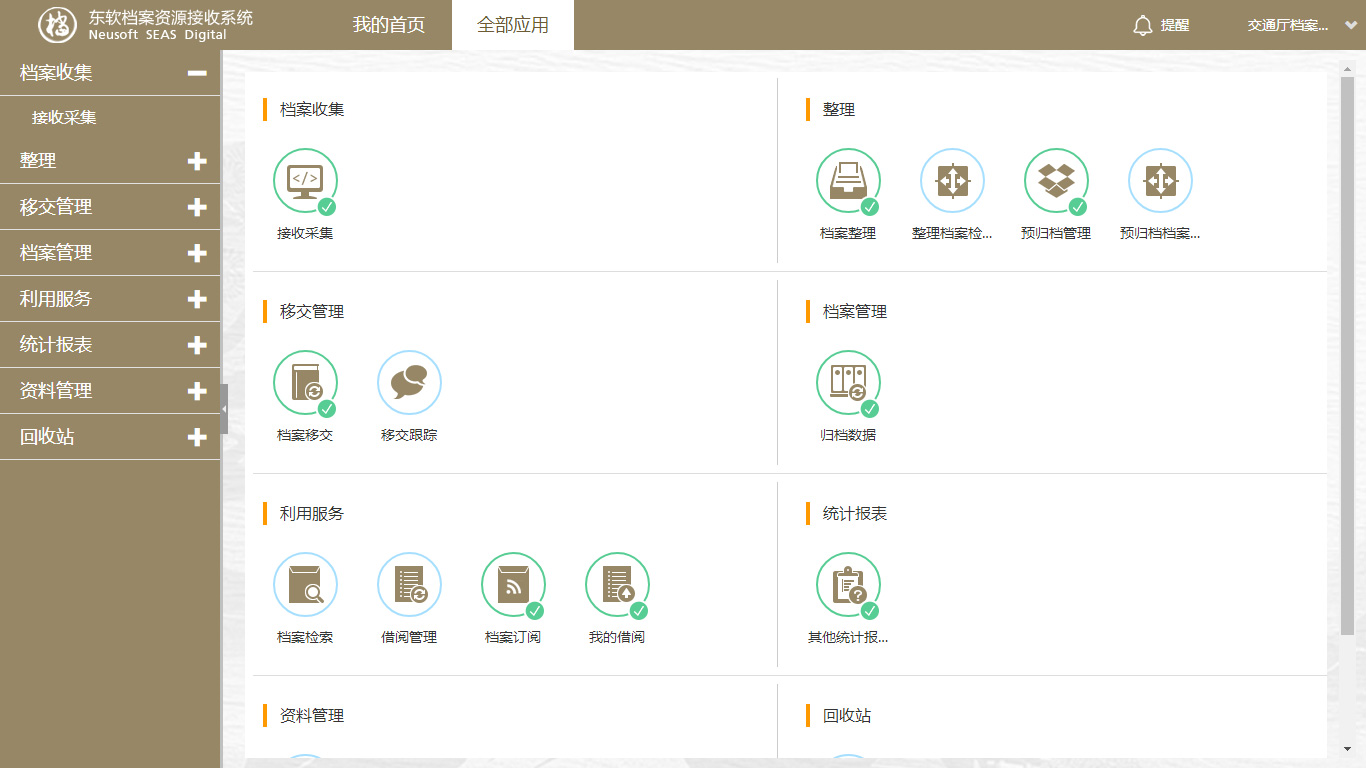 东软档案资源接收系统
Neusoft SEAS Digital
我的首页
全部应用
提醒
交通厅档案...
档案收集
接收采集
整理
移交管理
档案管理
利用服务
统计报表
资料管理
回收站
档案收集
接收采集
整理
档案整理
整理档案检...
预归档管理
预归档档案...
移交管理
档案移交
移交跟踪
档案管理
归档数据
利用服务
档案检索
借阅管理
档案订阅
我的借阅
统计报表
其他统计报...
资料管理
回收站